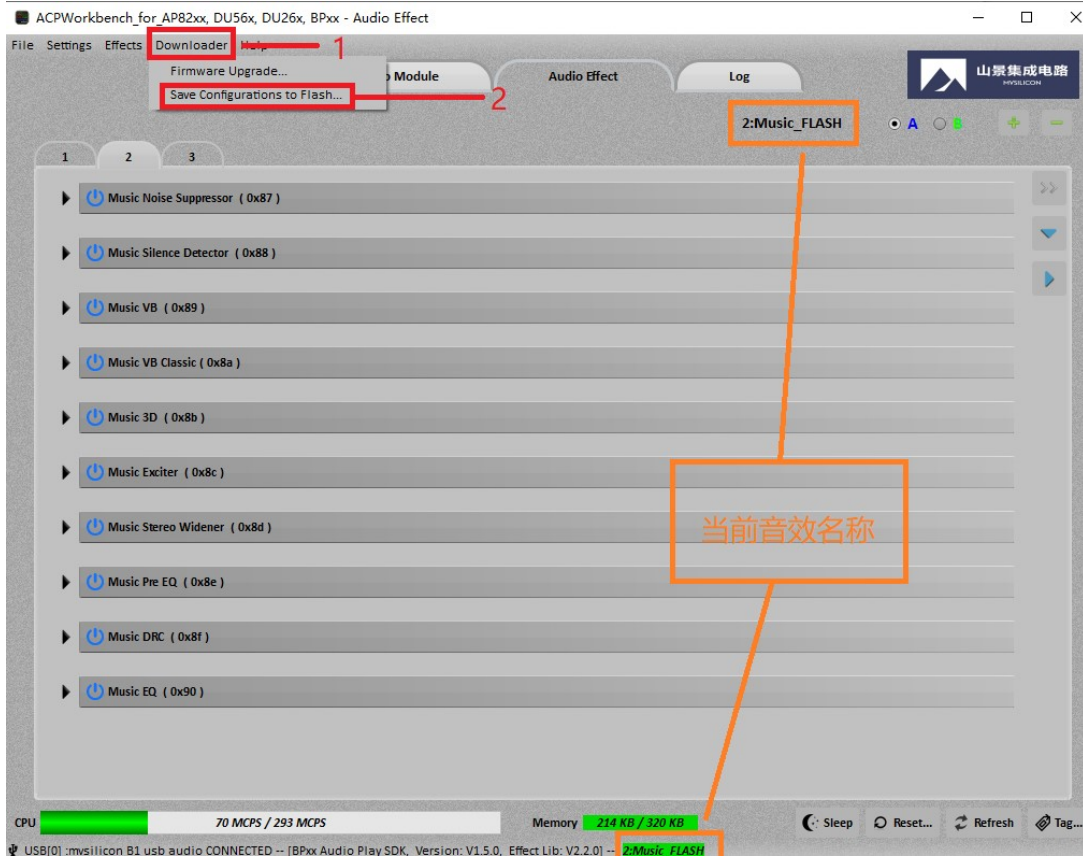 ACPWorkbench_for_AP82xx, DU56x, DU26x, BPxx - Audio Effect
File Settings Effects Downloader Help
1
Firmware Upgrade...
Save Configurations to Flash...
2
Module
Audio Effect
Log
山景集成电路
MVSILICON
2:Music_FLASH
A
B
1
2
3
Music Noise Suppressor ( 0x87 )
Music Silence Detector ( 0x88 )
Music VB ( 0x89 )
Music VB Classic ( 0x8a )
Music 3D ( 0x8b )
Music Exciter ( 0x8c )
Music Stereo Widener ( 0x8d )
当前音效名称
Music Pre EQ ( 0x8e )
Music DRC ( 0x8f )
Music EQ ( 0x90 )
CPU
70 MCPS / 293 MCPS
Memory
214 KB / 320 KB
Sleep
Reset...
Refresh
Tag...
USB[0] :mvsilicon B1 usb audio CONNECTED -- [BPxx Audio Play SDK, Version: V1.5.0, Effect Lib: V2.2.0] -- 2:Music_FLASH